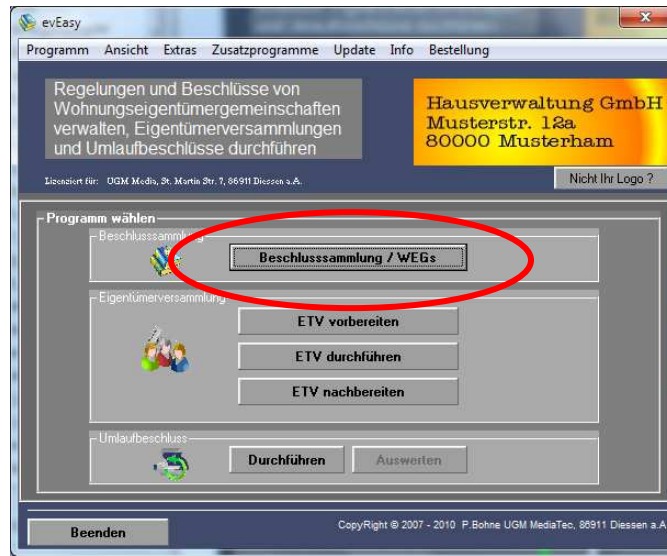 evEasy
Programm Ansicht Extras Zusatzprogramme Update Info Bestellung
Regelungen und Beschlüsse von
Wohnungseigentümergemeinschaften
verwalten, Eigentümerversammlungen
und Umlaufbeschlüsse durchführen
Hausverwaltung GmbH
Musterstr. 12a
80000 Musterham
Lizenziert für: UGM Media, St. Martin Str. 7, 86911 Diessen a.A.
Nicht Ihr Logo ?
Programm wählen
Beschlusssammlung
Beschlusssammlung / WEGs
Eigentümerversammlung
ETV vorbereiten
ETV durchführen
ETV nachbereiten
Umlaufbeschluss
Durchführen
Auswerten
Beenden
CopyRight © 2007 - 2010 P.Bohne UGM MediaTec, 86911 Diessen a.A